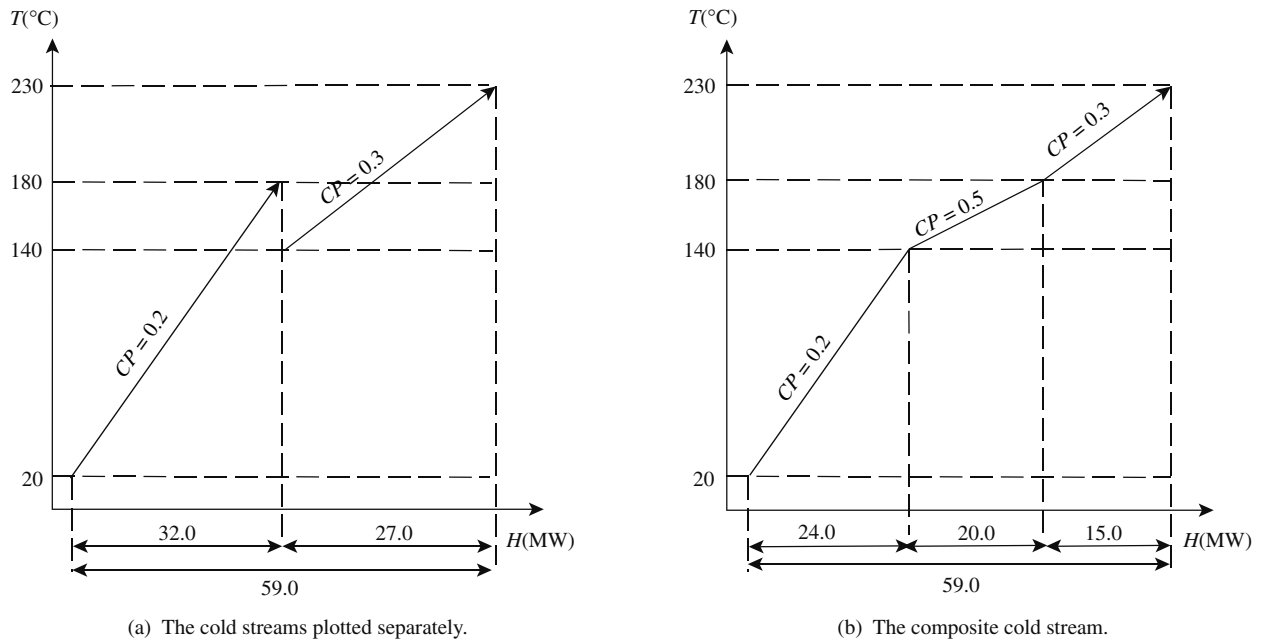 T(°C)
230
180
140
20
CP = 0.2
CP = 0.3
32.0
27.0
H(MW)
59.0
(a) The cold streams plotted separately.
T(°C)
230
180
140
20
CP = 0.2
CP = 0.5
CP = 0.3
24.0
20.0
15.0
H(MW)
59.0
(b) The composite cold stream.